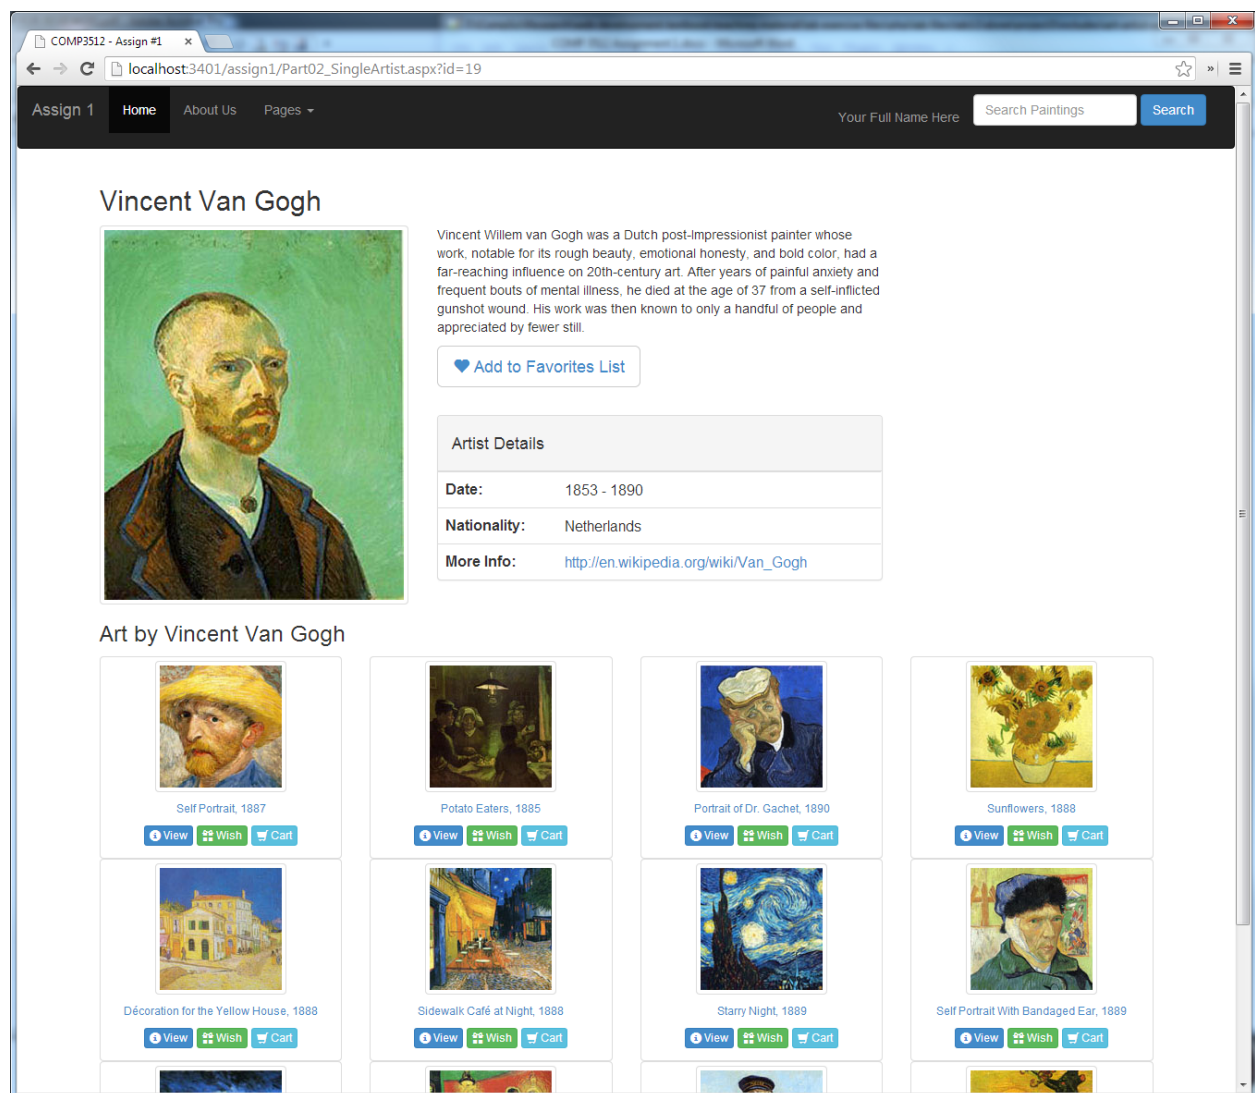 COMP3512 - Assign #1
localhost:3401/assign1/Part02_SingleArtist.aspx?id=19
Assign 1 Home About Us Pages Your Full Name Here Search Paintings Search
Vincent Van Gogh
Vincent Willem van Gogh was a Dutch post-Impressionist painter whose
work, notable for its rough beauty, emotional honesty, and bold color, had a
far-reaching influence on 20th-century art. After years of painful anxiety and
frequent bouts of mental illness, he died at the age of 37 from a self-inflicted
gunshot wound. His work was then known to only a handful of people and
appreciated by fewer still.
Add to Favorites List
Artist Details
Date: 1853 - 1890
Nationality: Netherlands
More Info: http://en.wikipedia.org/wiki/Van_Gogh
Art by Vincent Van Gogh
Self Portrait, 1887 Potato Eaters, 1885 Portrait of Dr. Gachet, 1890 Sunflowers, 1888
View Wish Cart View Wish Cart View Wish Cart View Wish Cart
Décoration for the Yellow House, 1888 Sidewalk Café at Night, 1888 Starry Night, 1889 Self Portrait With Bandaged Ear, 1889
View Wish Cart View Wish Cart View Wish Cart View Wish Cart